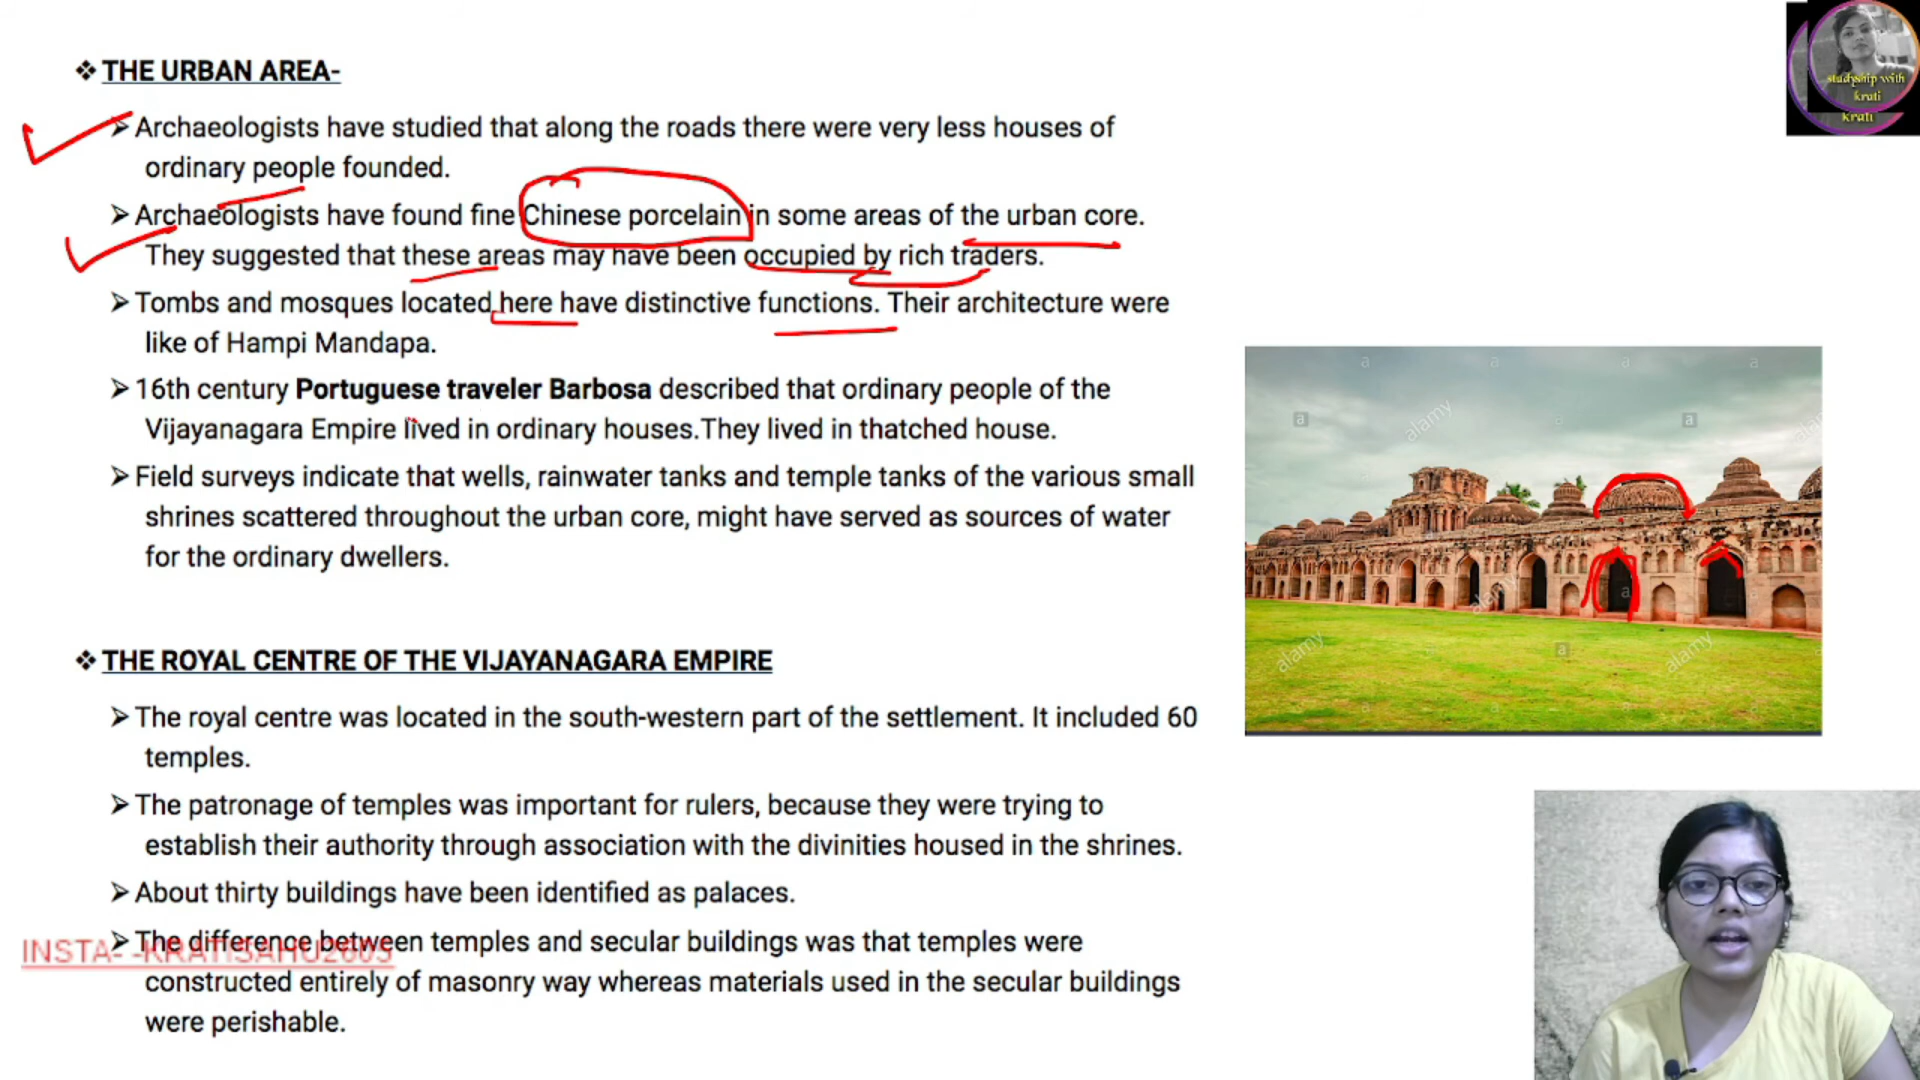 ❖ THE URBAN AREA-
➢ Archaeologists have studied that along the roads there were very less houses of
ordinary people founded.
➢ Archaeologists have found fine Chinese porcelain in some areas of the urban core.
They suggested that these areas may have been occupied by rich traders.
➢ Tombs and mosques located here have distinctive functions. Their architecture were
like of Hampi Mandapa.
➢ 16th century Portuguese traveler Barbosa described that ordinary people of the
Vijayanagara Empire lived in ordinary houses.They lived in thatched house.
➢ Field surveys indicate that wells, rainwater tanks and temple tanks of the various small
shrines scattered throughout the urban core, might have served as sources of water
for the ordinary dwellers.
❖ THE ROYAL CENTRE OF THE VIJAYANAGARA EMPIRE
➢ The royal centre was located in the south-western part of the settlement. It included 60
temples.
➢ The patronage of temples was important for rulers, because they were trying to
establish their authority through association with the divinities housed in the shrines.
➢ About thirty buildings have been identified as palaces.
➢ The difference between temples and secular buildings was that temples were
constructed entirely of masonry way whereas materials used in the secular buildings
were perishable.
INSTA- -KRATISAHU2605
studyship with
krati
krati
alamy
alamy
alamy
alamy